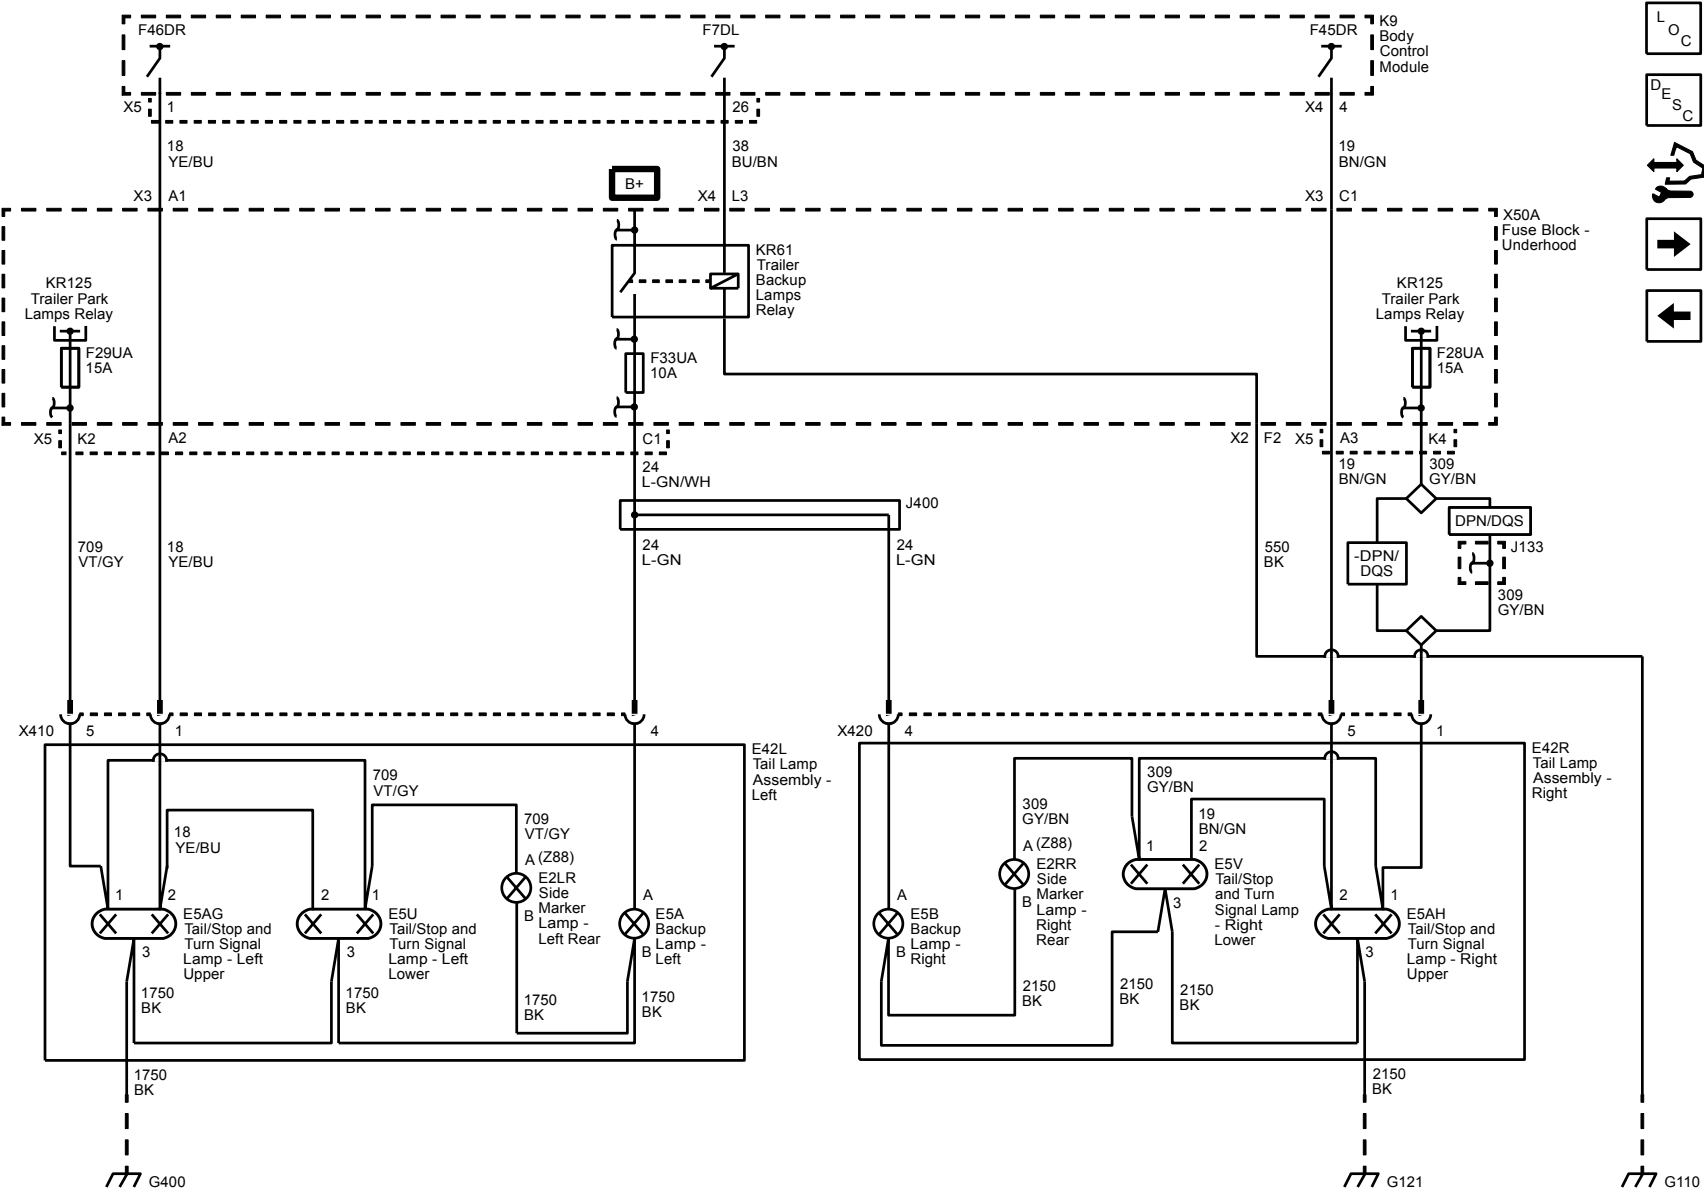 F46DR
F7DL
F45DR
K9
Body
Control
Module
L
O
C
D
E
S
C
X5
1
26
X4
4
18
YE/BU
38
BU/BN
19
BN/GN
B+
X3
A1
X4
L3
X3
C1
X50A
Fuse Block -
Underhood
KR61
Trailer
Backup
Lamps
Relay
KR125
Trailer Park
Lamps Relay
KR125
Trailer Park
Lamps Relay
F29UA
15A
F33UA
10A
F28UA
15A
X5
K2
A2
C1
X2
F2
X5
A3
K4
24
L-GN/WH
19
BN/GN
309
GY/BN
J400
DPN/DQS
709
VT/GY
18
YE/BU
24
L-GN
24
L-GN
550
BK
-DPN/
DQS
J133
309
GY/BN
X410
5
1
4
X420
4
5
1
E42L
Tail Lamp
Assembly -
Left
E42R
Tail Lamp
Assembly -
Right
709
VT/GY
709
VT/GY
18
YE/BU
309
GY/BN
309
GY/BN
19
BN/GN
A (Z88)
E2LR
Side
Marker
Lamp -
Left Rear
B
A (Z88)
E2RR
Side
Marker
Lamp -
Right
Rear
B
1
2
E5V
Tail/Stop
and Turn
Signal Lamp
- Right
Lower
3
1
2
E5AG
Tail/Stop and
Turn Signal
Lamp - Left
Upper
3
2
1
E5U
Tail/Stop and
Turn Signal
Lamp - Left
Lower
3
A
E5A
Backup
Lamp -
Left
B
A
E5B
Backup
Lamp -
Right
B
2
1
E5AH
Tail/Stop and
Turn Signal
Lamp - Right
Upper
3
1750
BK
1750
BK
1750
BK
1750
BK
2150
BK
2150
BK
2150
BK
1750
BK
2150
BK
G400
G121
G110